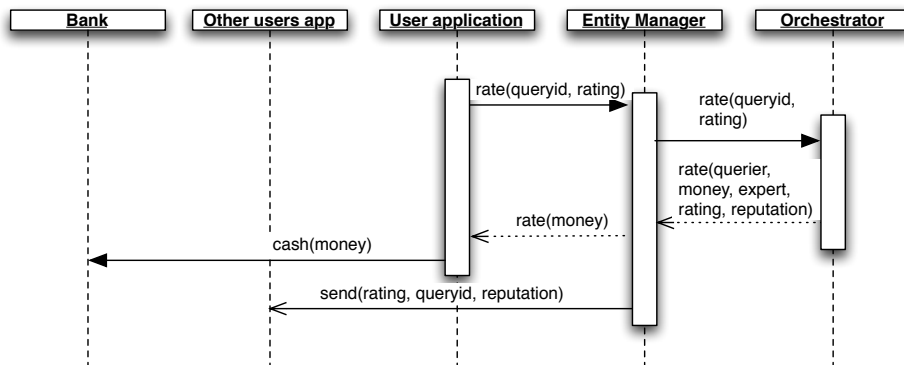 Bank
Other users app
User application
Entity Manager
Orchestrator
rate(queryid, rating)
rate(queryid,
rating)
rate(querier,
money, expert,
rating, reputation)
rate(money)
cash(money)
send(rating, queryid, reputation)